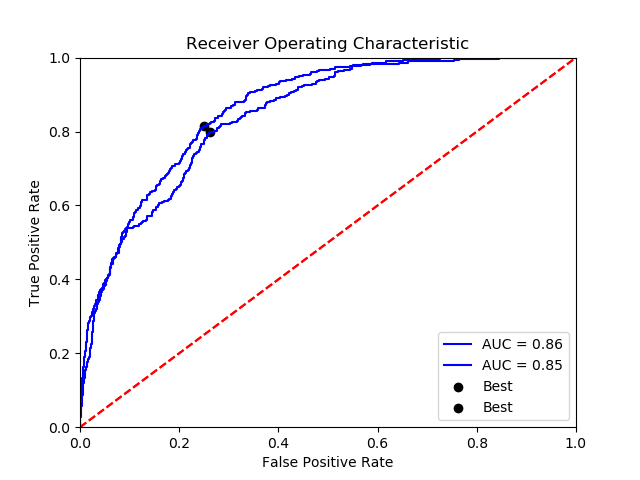 Receiver Operating Characteristic
True Positive Rate
1.0
0.8
0.6
0.4
0.2
0.0
AUC = 0.86
AUC = 0.85
Best
Best
0.0 0.2 0.4 0.6 0.8 1.0
False Positive Rate